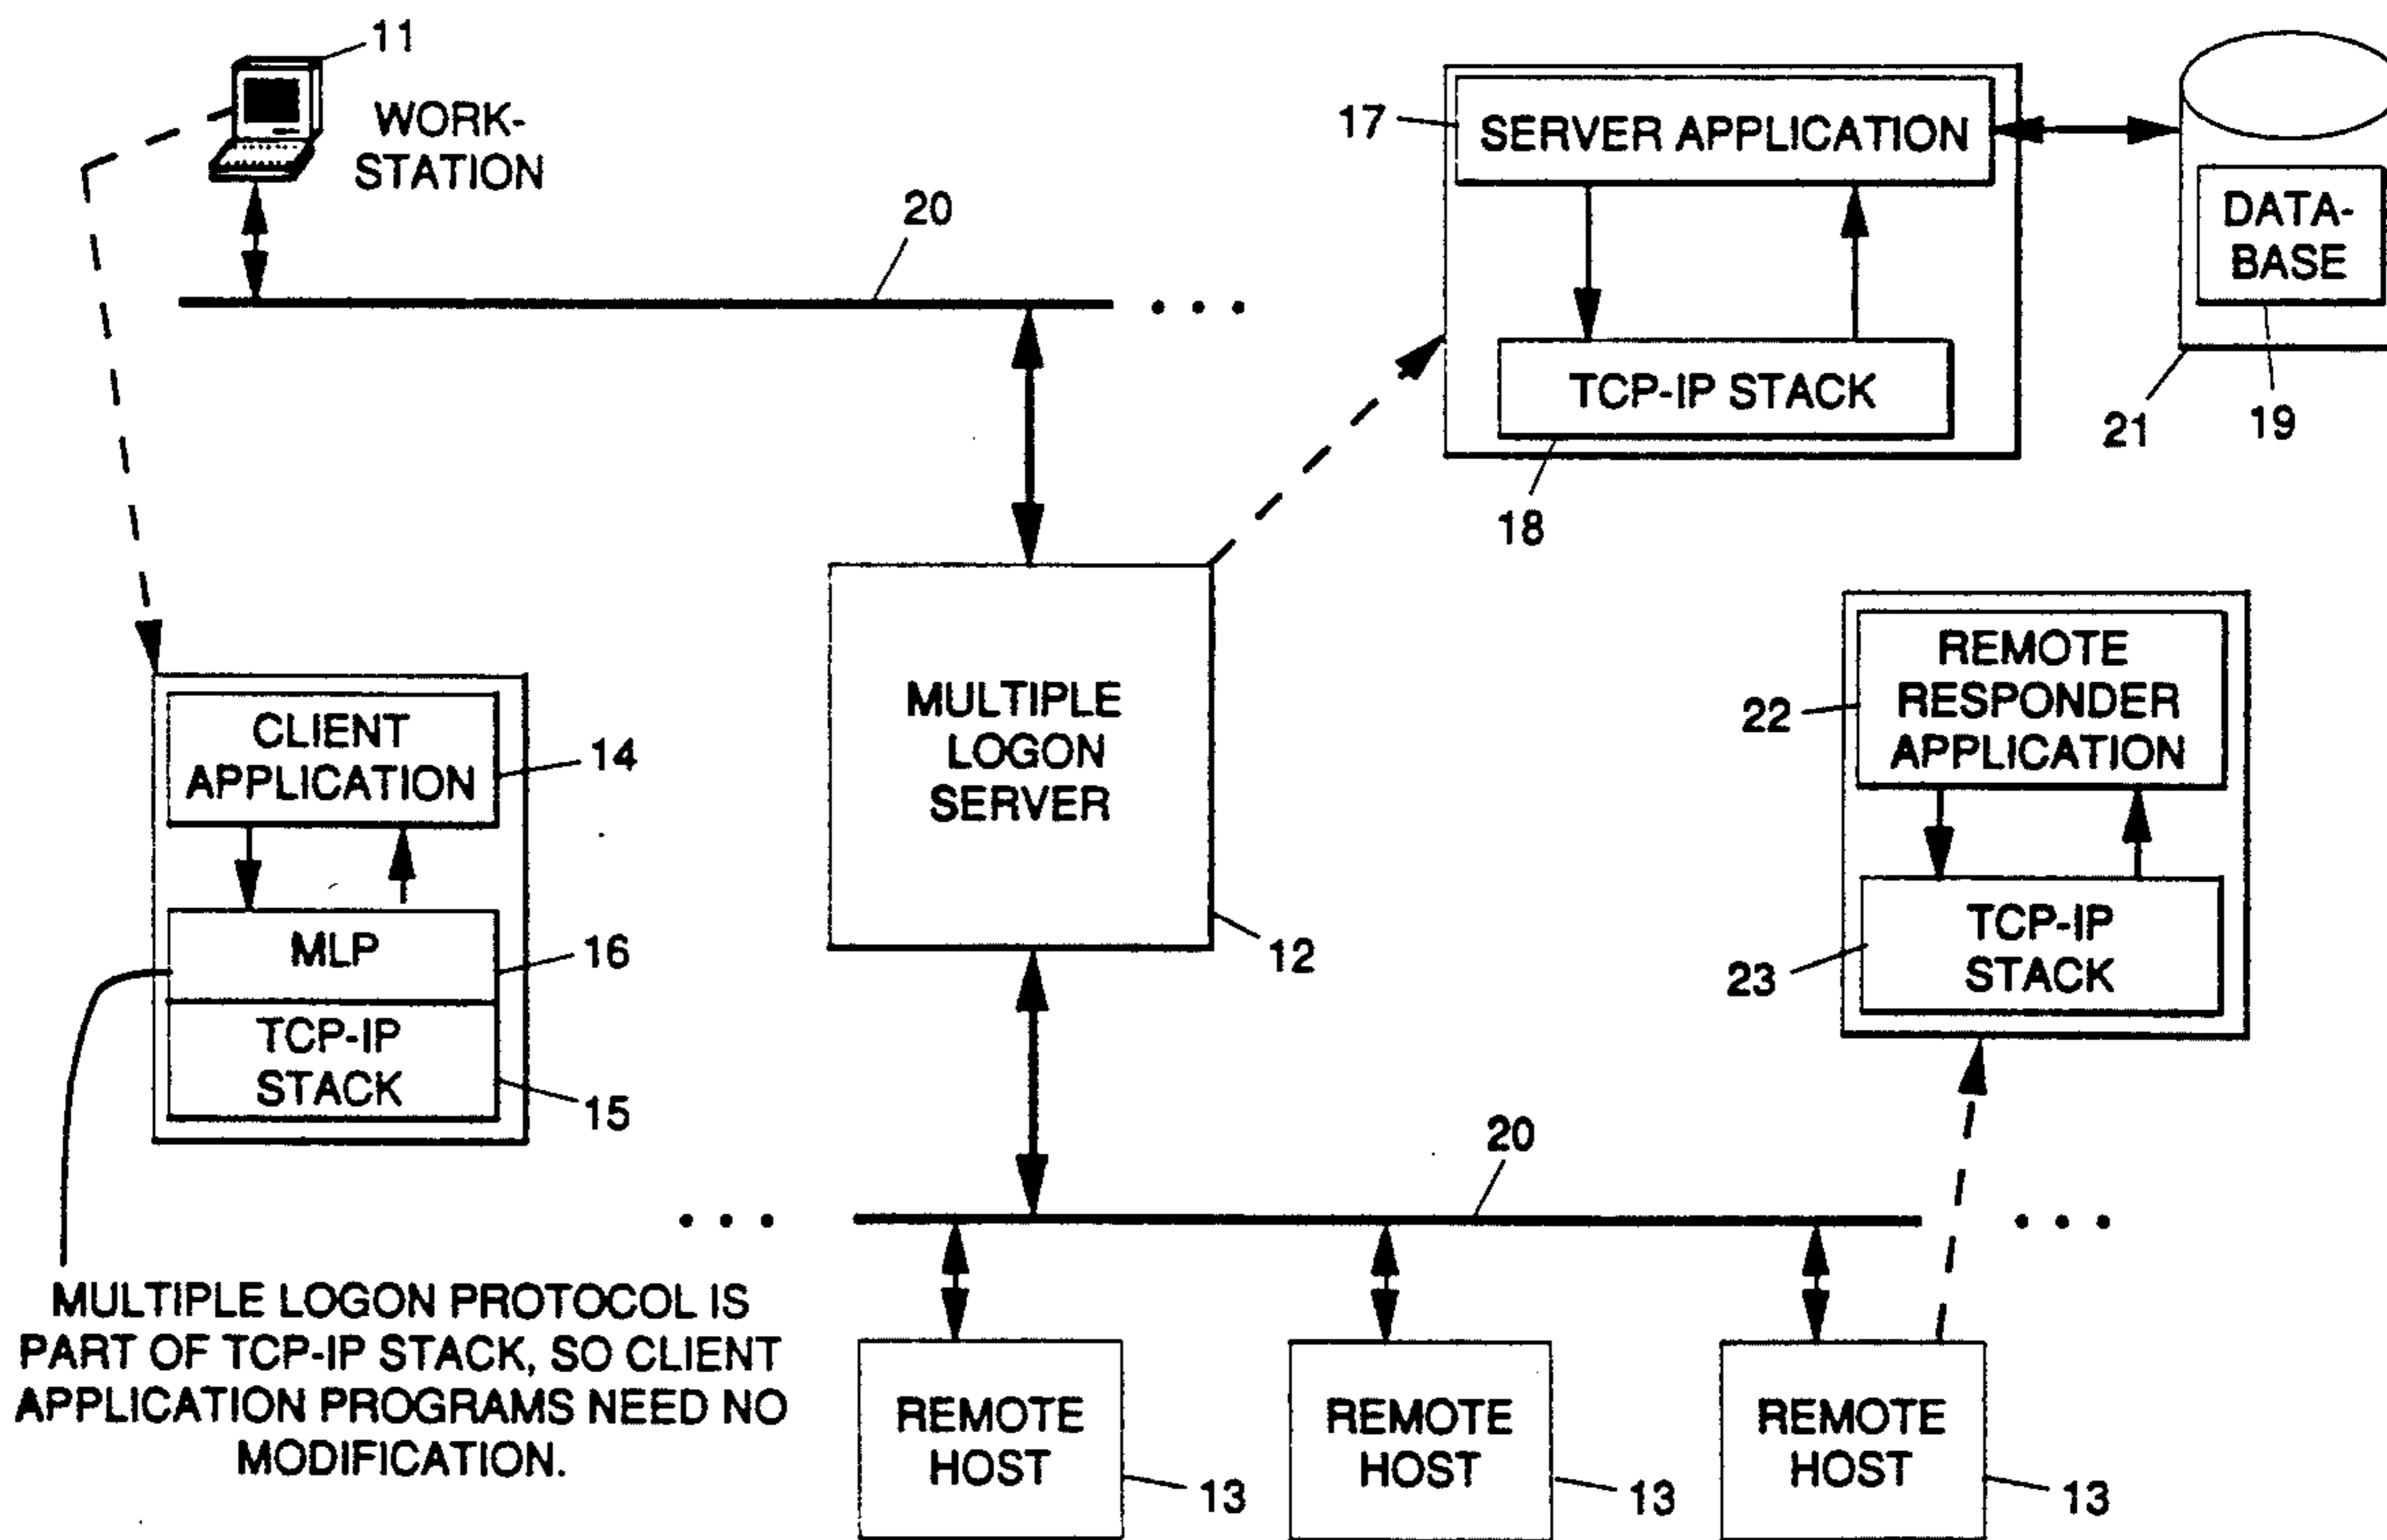 11
WORK-
STATION
20
17
SERVER APPLICATION
TCP-IP STACK
18
DATA-
BASE
21
19
CLIENT
APPLICATION
14
MLP
16
TCP-IP
STACK
15
MULTIPLE
LOGON
SERVER
12
22
REMOTE
RESPONDER
APPLICATION
23
TCP-IP
STACK
20
MULTIPLE LOGON PROTOCOL IS
PART OF TCP-IP STACK, SO CLIENT
APPLICATION PROGRAMS NEED NO
MODIFICATION.
REMOTE
HOST
13
REMOTE
HOST
13
REMOTE
HOST
13